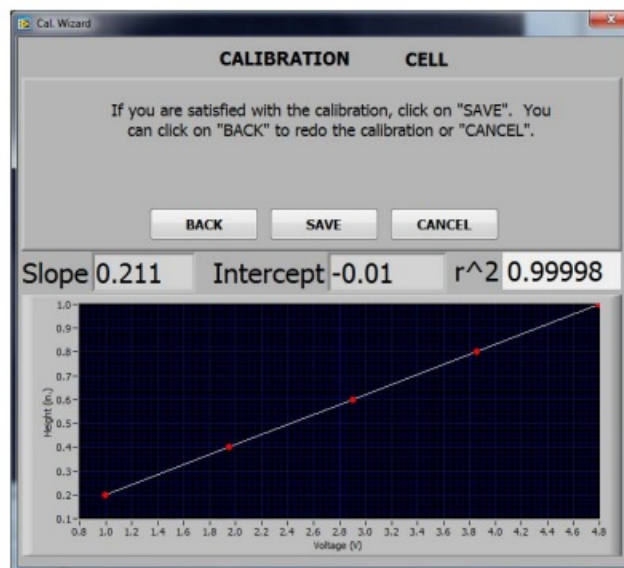 Cal. Wizard
CALIBRATION CELL
If you are satisfied with the calibration, click on "SAVE". You
can click on "BACK" to redo the calibration or "CANCEL".
BACK SAVE CANCEL
Slope 0.211 Intercept -0.01 r^2 0.99998
1.0
0.9
0.8
0.7
0.6
0.5
0.4
0.3
0.2
0.1
Height (in.)
0.8 1.0 1.2 1.4 1.6 1.8 2.0 2.2 2.4 2.6 2.8 3.0 3.2 3.4 3.6 3.8 4.0 4.2 4.4 4.6 4.8
Voltage (V)